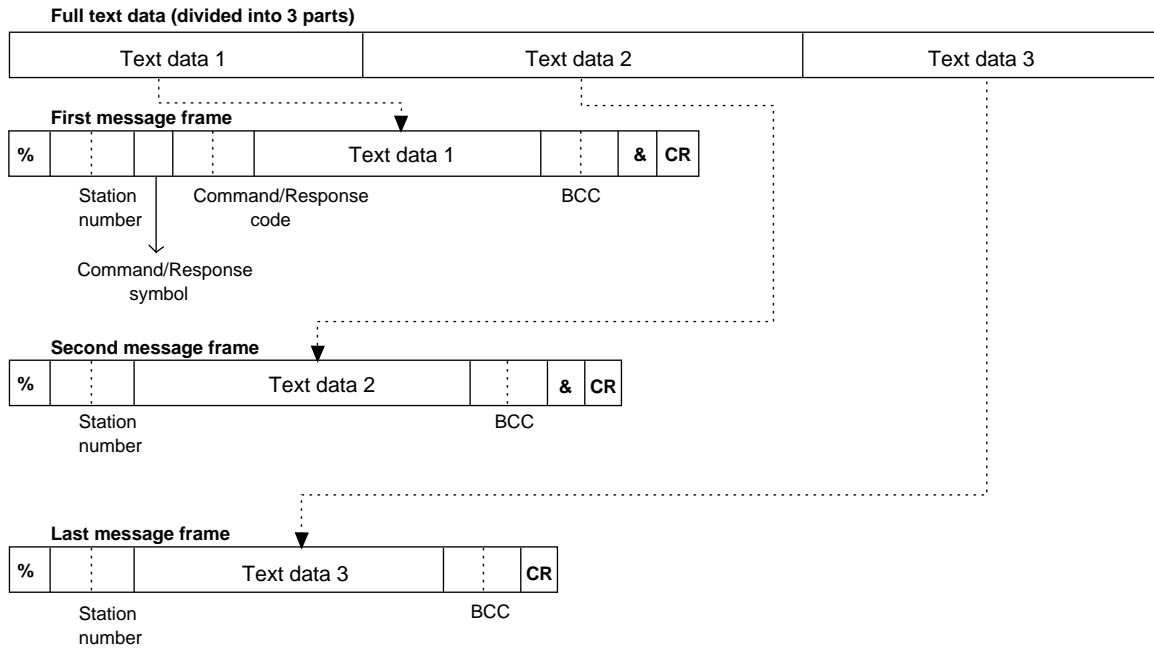 Full text data (divided into 3 parts)
Text data 1 Text data 2 Text data 3
First message frame
% Text data 1 & CR
Station number Command/Response code BCC
Command/Response symbol
Second message frame
% Text data 2 & CR
Station number BCC
Last message frame
% Text data 3 CR
Station number BCC